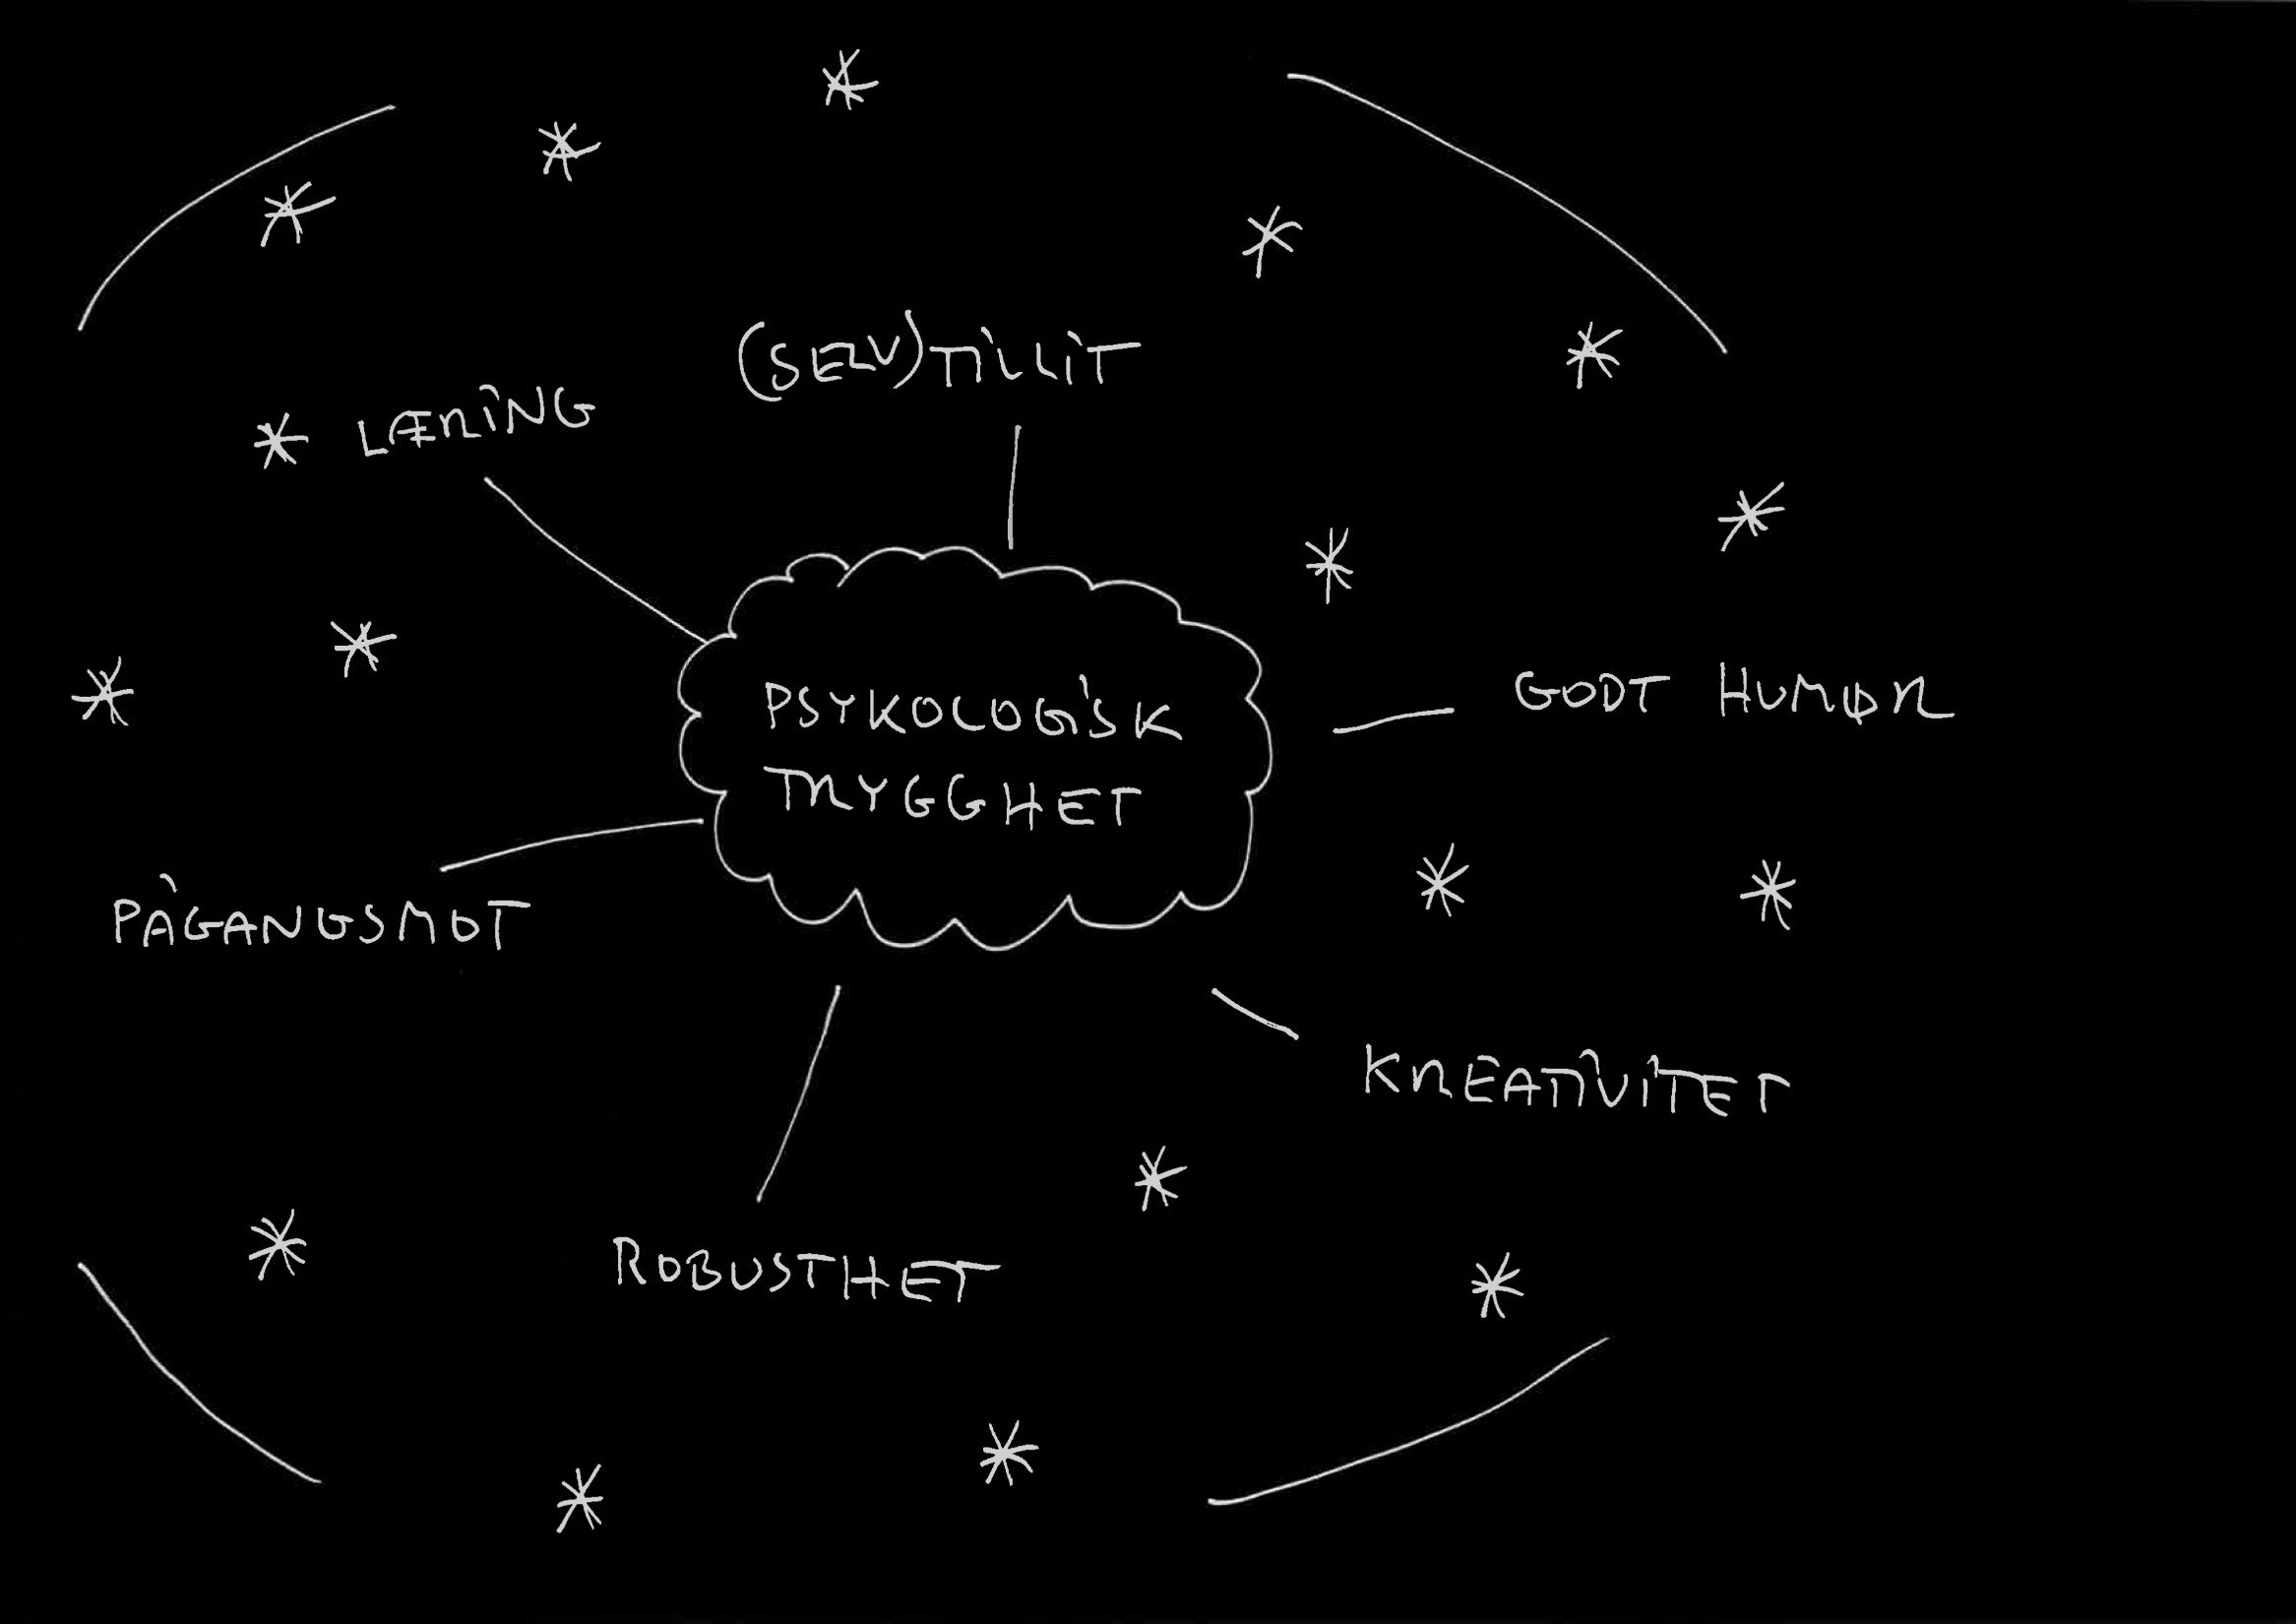 (SELV)TILLIT
LÆRING
PSYKOLOGISK
TRYGGHET
GODT HUMØR
PÅGANGSMOT
KREATIVITET
ROBUSTHET